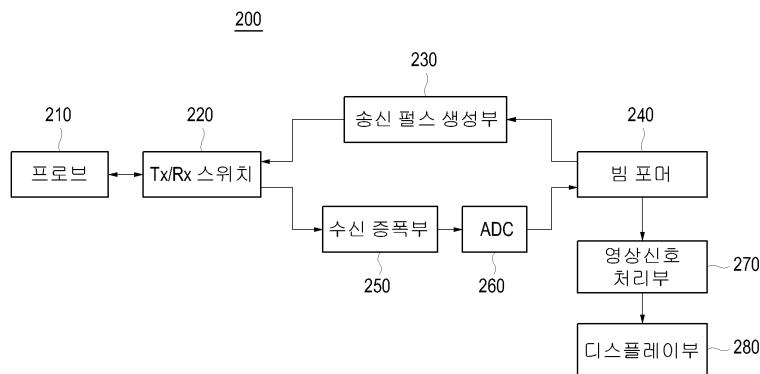 200
230
송신 펄스 생성부
210
프로브
220
Tx/Rx 스위치
240
빔 포머
수신 증폭부
250
ADC
260
영상신호
처리부
270
디스플레이부
280